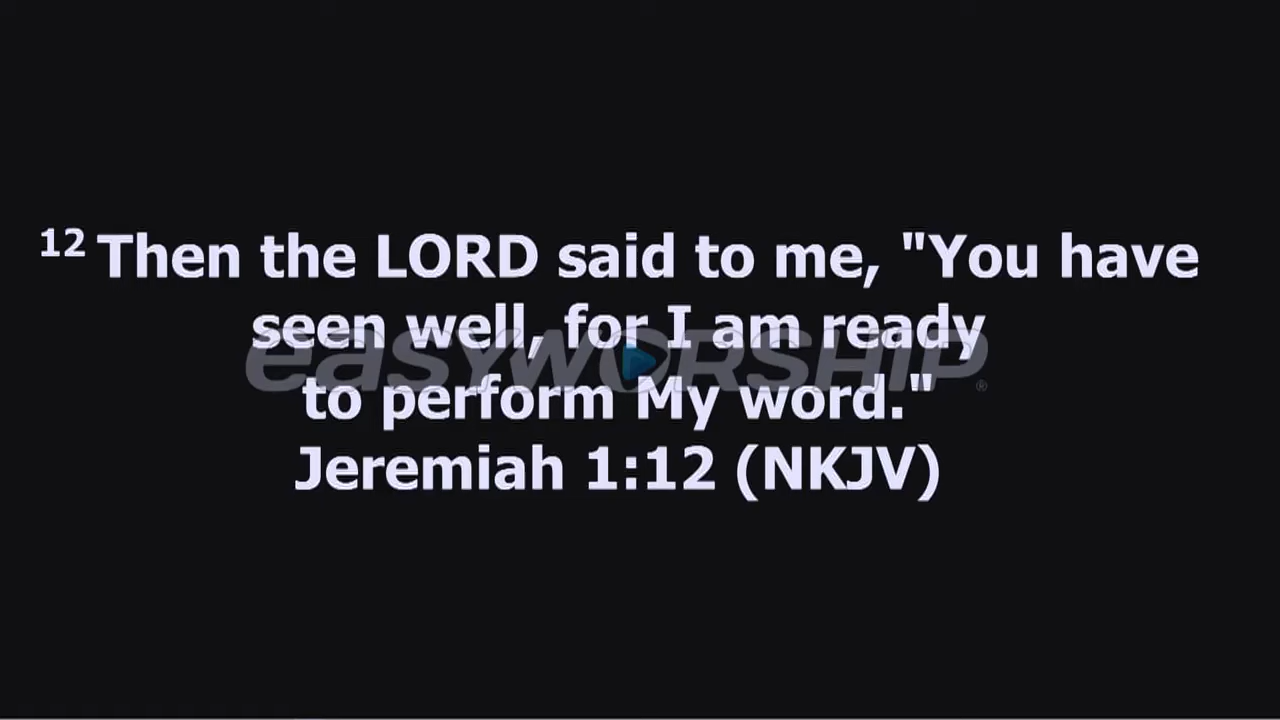 12 Then the LORD said to me, "You have
seen well, for I am ready
easyworship®
to perform My word."
Jeremiah 1:12 (NKJV)